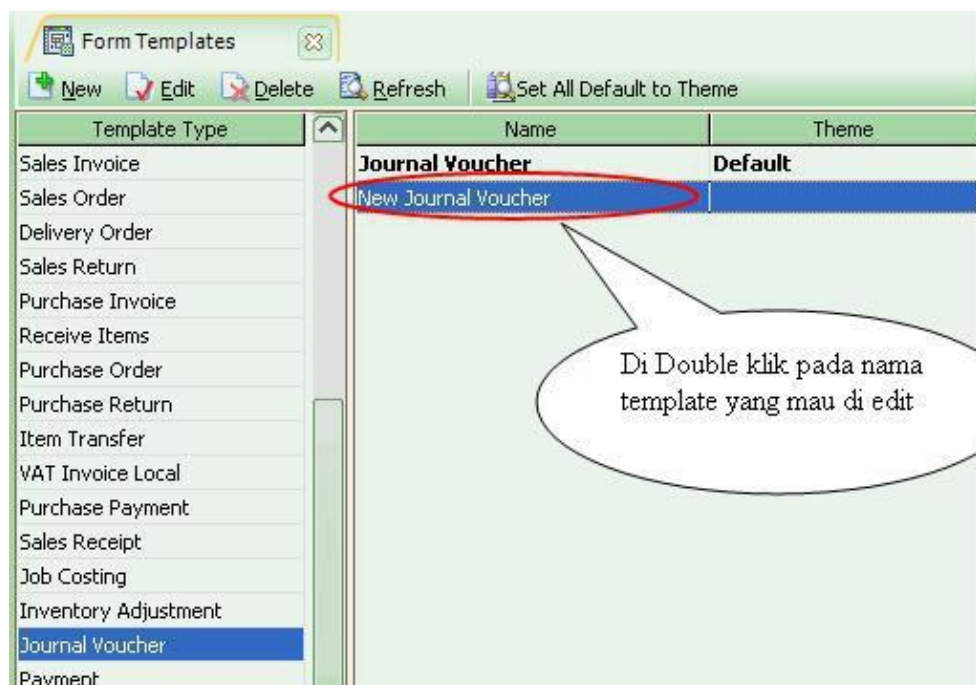 Form Templates
New Edit Delete Refresh Set All Default to Theme
Template Type Name Theme
Sales Invoice Journal Voucher Default
Sales Order New Journal Voucher
Delivery Order
Sales Return
Purchase Invoice
Receive Items
Purchase Order
Purchase Return
Item Transfer
VAT Invoice Local
Purchase Payment
Sales Receipt
Job Costing
Inventory Adjustment
Journal Voucher
Payment
Di Double klik pada nama
template yang mau di edit